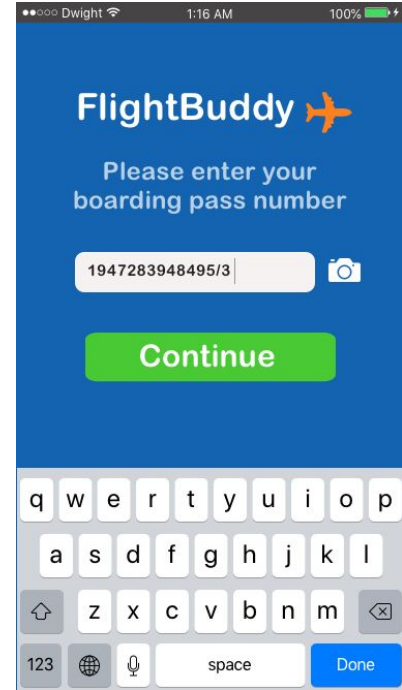 Dwight 1:16 AM 100%
FlightBuddy
Please enter your
boarding pass number
1947283948495/3
Continue
q w e r t y u i o p
a s d f g h j k l
z x c v b n m
123 space Done